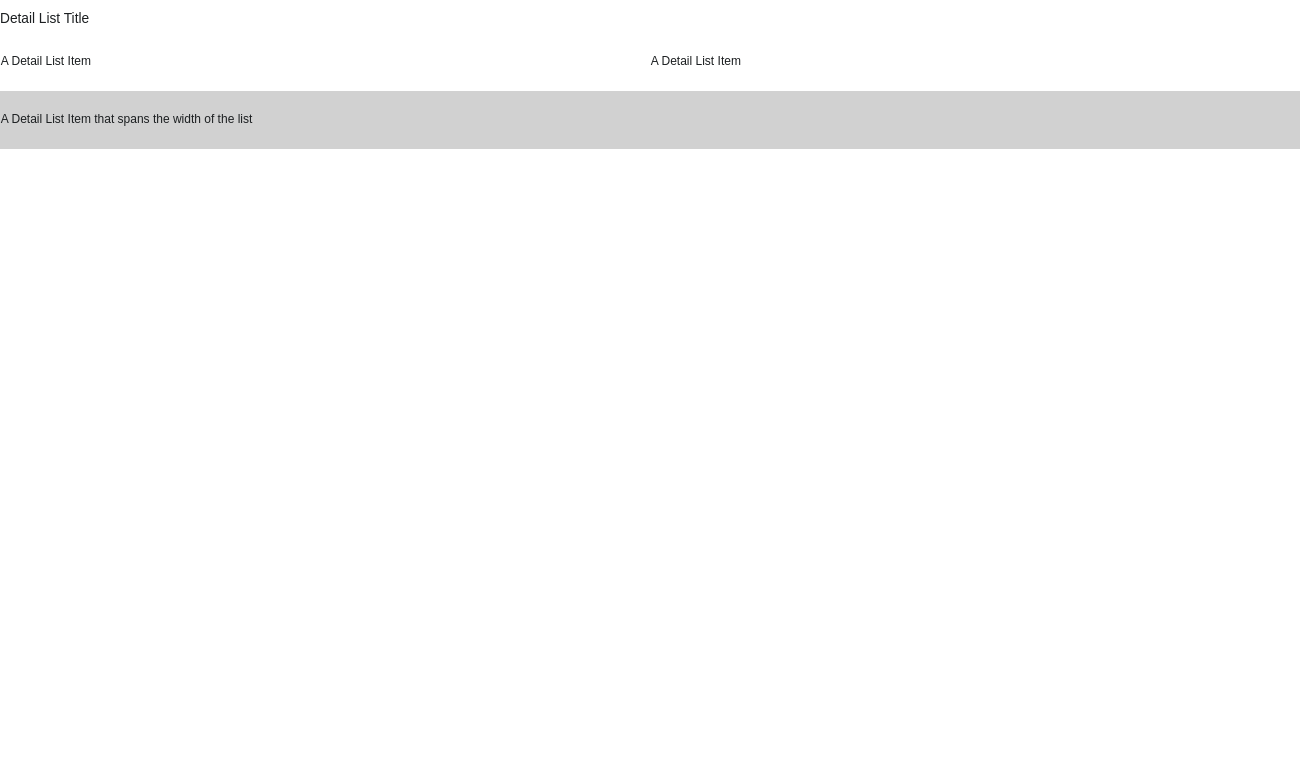 Detail List Title
A Detail List Item
A Detail List Item
A Detail List Item that spans the width of the list